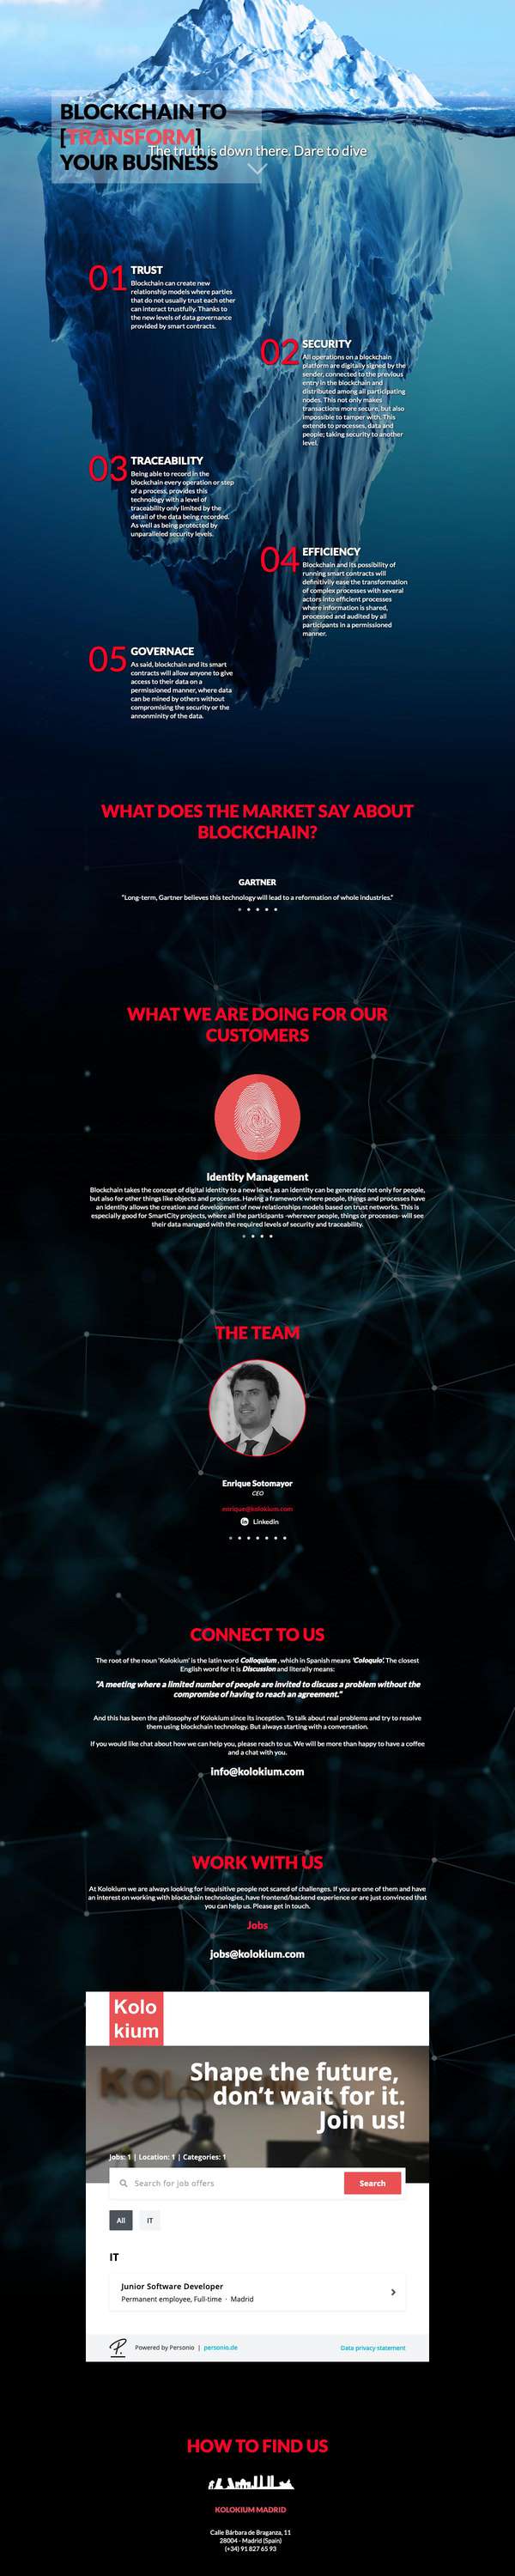 BLOCKCHAIN TO
[TRANSFORM]
YOUR BUSINESS
The truth is down there. Dare to dive
01 TRUST
Blockchain can create new
relationship models where parties
that do not usually trust each other
can interact trustfully. Thanks to
the new levels of data governance
provided by smart contracts.
02 SECURITY
All operations on a blockchain
platform are digitally signed by the
sender, connected to the previous
entry in the blockchain and
distributed among all participating
nodes. This not only makes
transactions more secure, but also
impossible to tamper with. This
extends to processes, data and
people; taking security to another
level.
03 TRACEABILITY
Being able to record in the
blockchain every operation or step
of a process, provides this
technology with a level of
traceability only limited by the
detail of the data being recorded.
As well as being protected by
unparalleled security levels.
04 EFFICIENCY
Blockchain and its possibility of
running smart contracts will
definitivily ease the transformation
of complex processes with several
actors into efficient processes
where information is shared,
processed and audited by all
participants in a permissioned
manner.
05 GOVERNACE
As said, blockchain and its smart
contracts will allow anyone to give
access to their data on a
permissioned manner, where data
can be mined by others without
compromising the security or the
annonminity of the data.
WHAT DOES THE MARKET SAY ABOUT
BLOCKCHAIN?
GARTNER
"Long-term, Gartner believes this technology will lead to a reformation of whole industries."
WHAT WE ARE DOING FOR OUR
CUSTOMERS
Identity Management
Blockchain takes the concept of digital identity to a new level, as an identity can be generated not only for people,
but also for other things like objects and processes. Having a framework where people, things and processes have
an identity allows the creation and development of new relationships models based on trust networks. This is
especially good for SmartCity projects, where all the participants -wherever people, things or processes- will see
their data managed with the required levels of security and traceability.
THE TEAM
Enrique Sotomayor
CEO
enrique@kolokium.com
Linkedin
CONNECT TO US
The root of the noun 'Kolokium' is the latin word Colloquium, which in Spanish means 'Coloquio'. The closest
English word for it is Discussion and literally means:
"A meeting where a limited number of people are invited to discuss a problem without the
compromise of having to reach an agreement."
And this has been the philosophy of Kolokium since its inception. To talk about real problems and try to resolve
them using blockchain technology. But always starting with a conversation.
If you would like chat about how we can help you, please reach to us. We will be more than happy to have a coffee
and a chat with you.
info@kolokium.com
WORK WITH US
At Kolokium we are always looking for inquisitive people not scared of challenges. If you are one of them and have
an interest on working with blockchain technologies, have frontend/backend experience or are just convinced that
you can help us. Please get in touch.
Jobs
jobs@kolokium.com
Kolo
kium
Shape the future,
don't wait for it.
Join us!
Jobs: 1 | Location: 1 | Categories: 1
Search for job offers
Search
All IT
IT
Junior Software Developer
Permanent employee, Full-time · Madrid
Powered by Personio | personio.de
Data privacy statement
HOW TO FIND US
KOLOKIUM MADRID
Calle Bárbara de Braganza, 11
28004 - Madrid (Spain)
(+34) 91 827 65 93